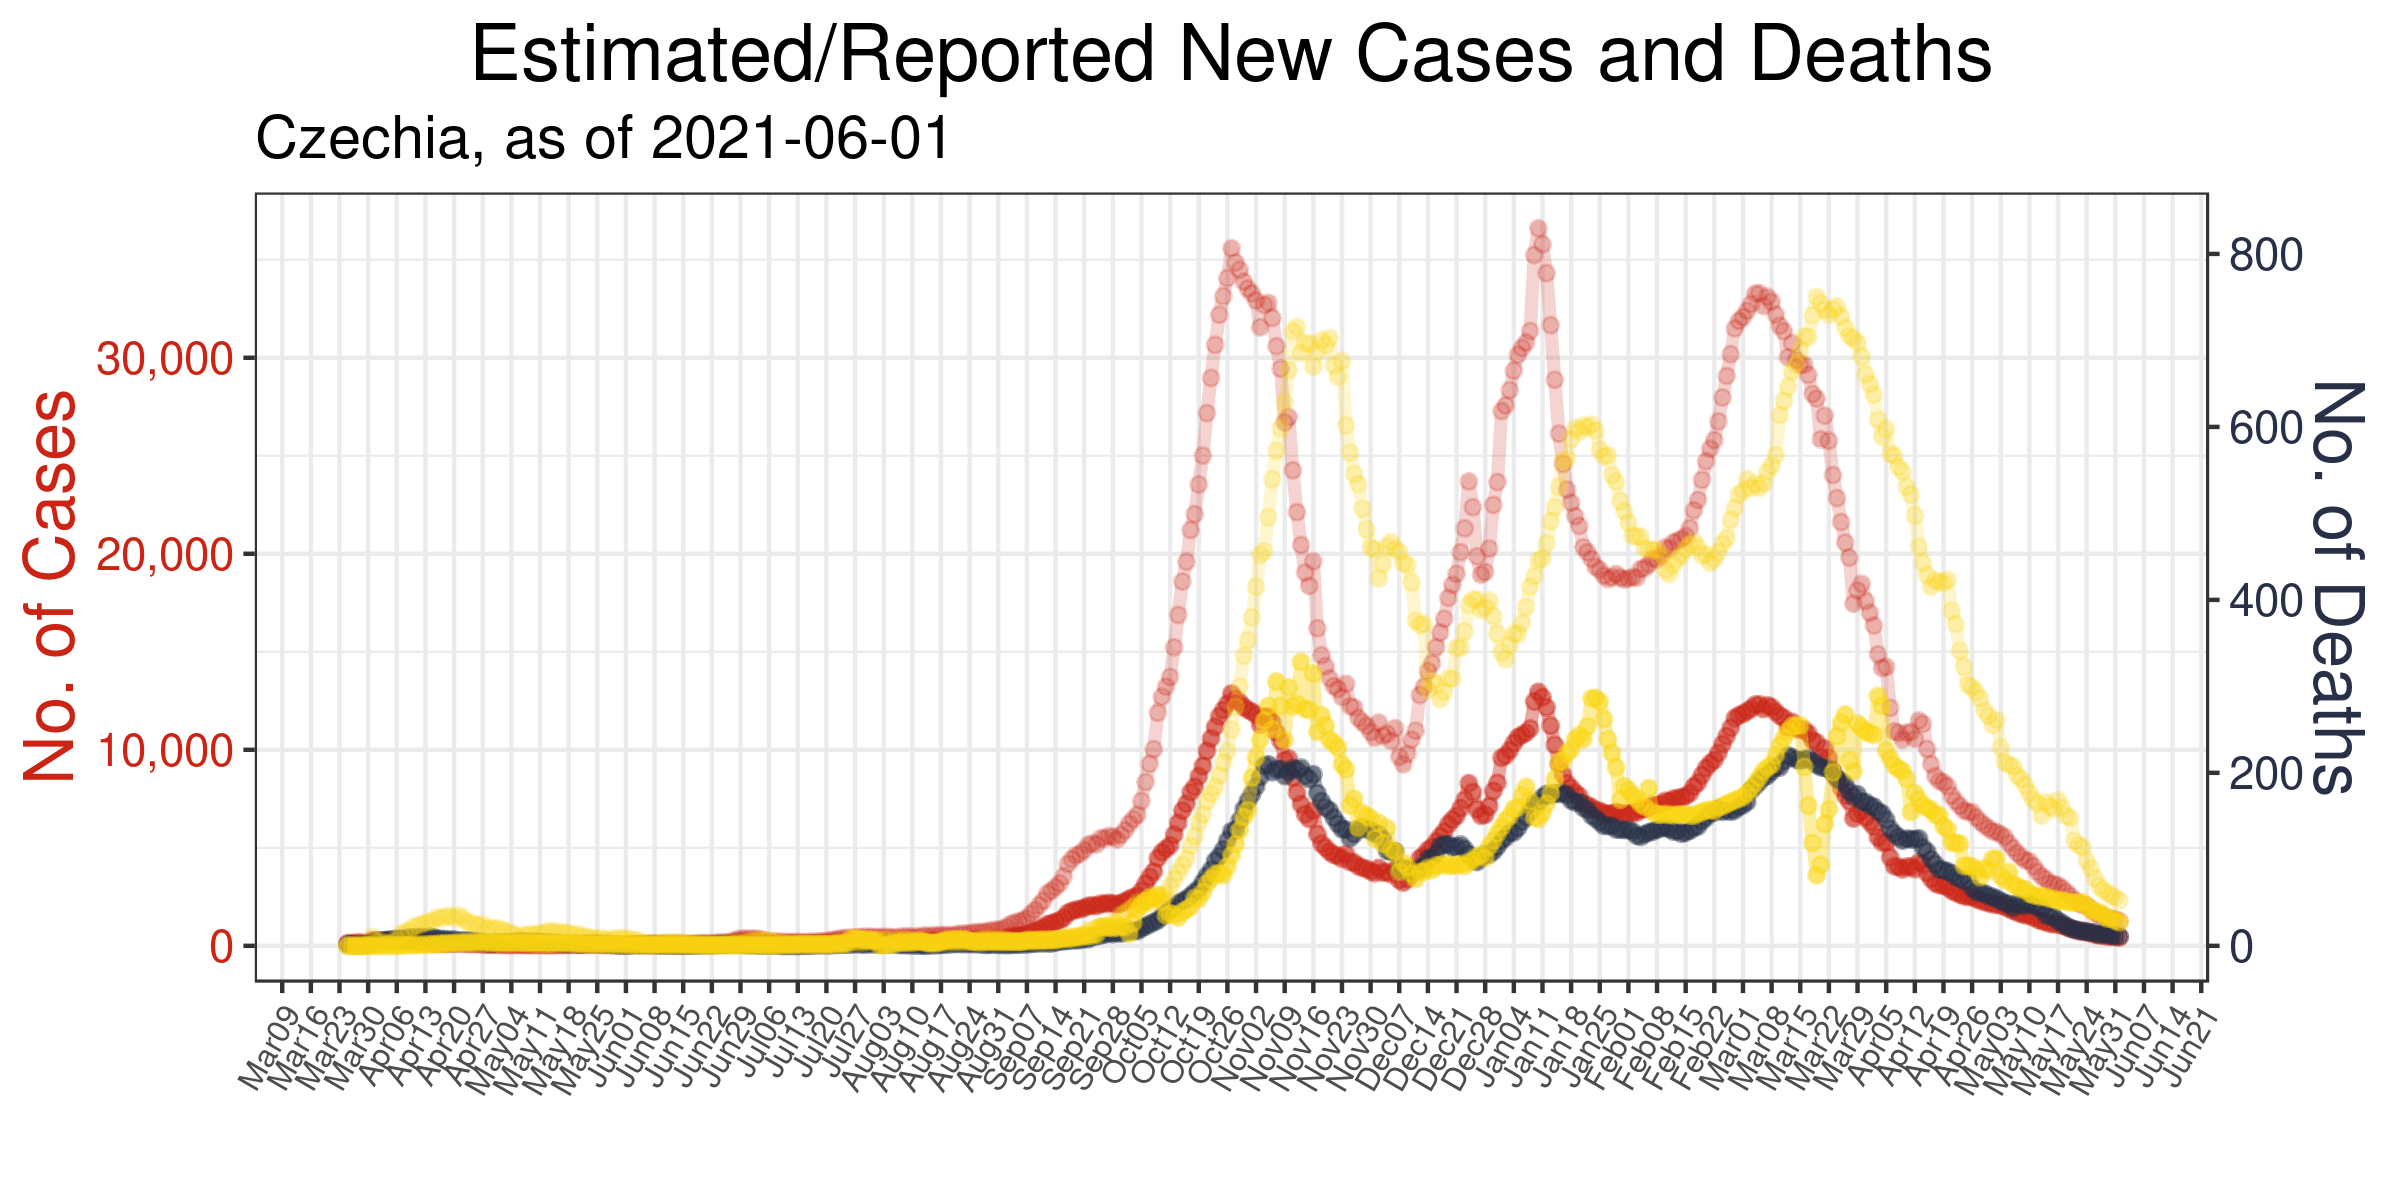 Estimated/Reported New Cases and Deaths
Czechia, as of 2021-06-01
No. of Cases
30,000
20,000
10,000
0
800
600
400
200
0
No. of Deaths
Mar09
Mar16
Mar23
Mar30
Apr06
Apr13
Apr20
Apr27
May04
May11
May18
May25
Jun01
Jun08
Jun15
Jun22
Jun29
Jul06
Jul13
Jul20
Jul27
Aug03
Aug10
Aug17
Aug24
Aug31
Sep07
Sep14
Sep21
Sep28
Oct05
Oct12
Oct19
Oct26
Nov02
Nov09
Nov16
Nov23
Nov30
Dec07
Dec14
Dec21
Dec28
Jan04
Jan11
Jan18
Jan25
Feb01
Feb08
Feb15
Feb22
Mar01
Mar08
Mar15
Mar22
Mar29
Apr05
Apr12
Apr19
Apr26
May03
May10
May17
May24
May31
Jun07
Jun14
Jun21